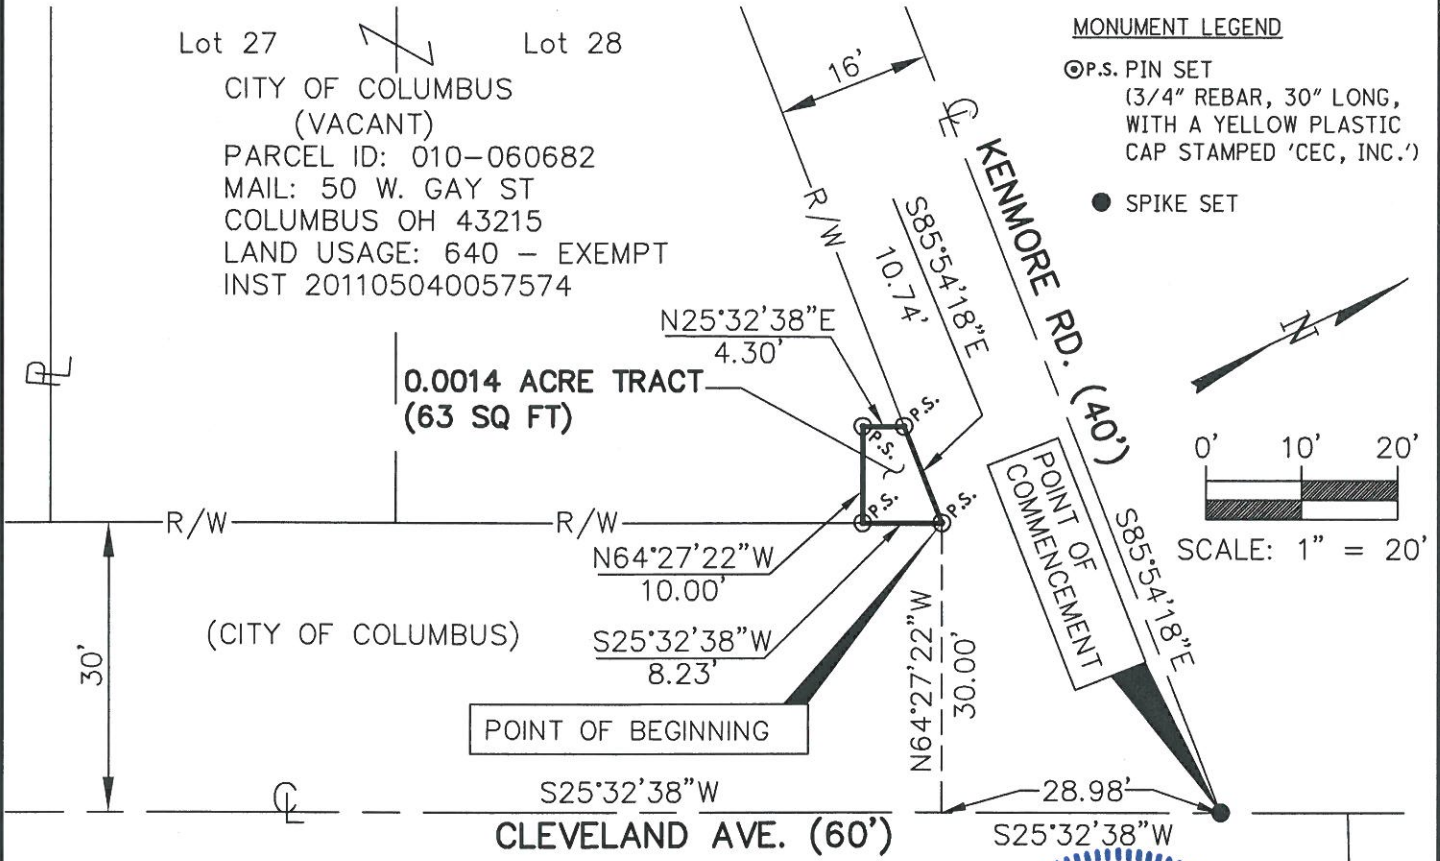 Lot 27
Lot 28
CITY OF COLUMBUS
(VACANT)
PARCEL ID: 010-060682
MAIL: 50 W. GAY ST
COLUMBUS OH 43215
LAND USAGE: 640 - EXEMPT
INST 201105040057574
MONUMENT LEGEND
P.S. PIN SET
(3/4" REBAR, 30" LONG,
WITH A YELLOW PLASTIC
CAP STAMPED 'CEC, INC.')
SPIKE SET
16'
CL
KENMORE RD. (40')
R/W
S85°54'18"E
10.74'
N25°32'38"E
4.30'
0.0014 ACRE TRACT
(63 SQ FT)
PL
P.S.
P.S.
P.S.
P.S.
N
0' 10' 20'
SCALE: 1" = 20'
R/W
R/W
N64°27'22"W
10.00'
S25°32'38"W
8.23'
(CITY OF COLUMBUS)
30'
POINT OF BEGINNING
N64°27'22"W
30.00'
POINT OF
COMMENCEMENT
S85°54'18"E
CL
S25°32'38"W
28.98'
S25°32'38"W
CLEVELAND AVE. (60')